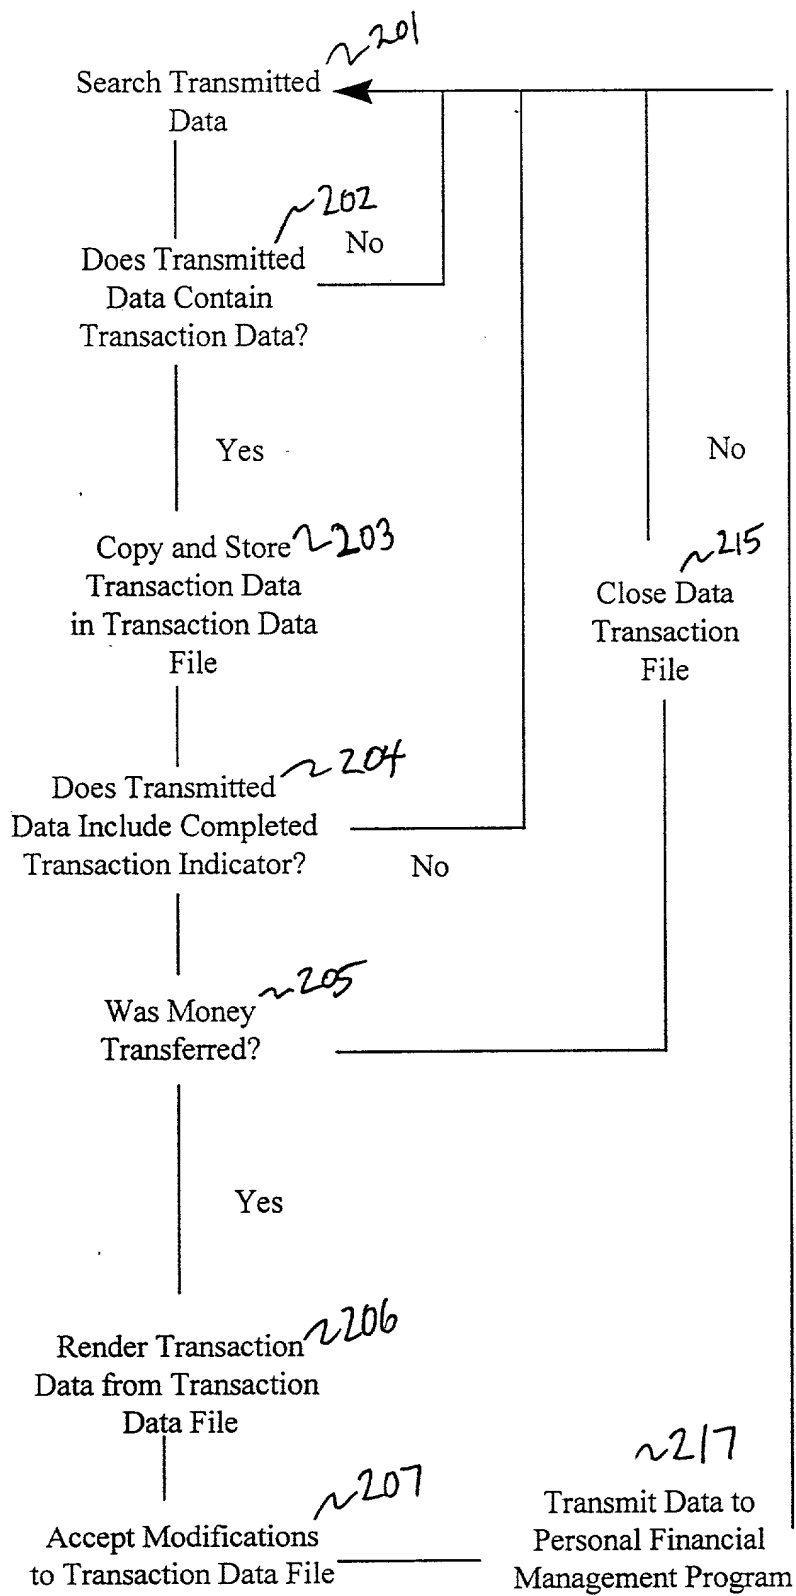 ~201
Search Transmitted
Data
~202
No
Does Transmitted
Data Contain
Transaction Data?
Yes
No
~203
Copy and Store
Transaction Data
in Transaction Data
File
~215
Close Data
Transaction
File
~204
Does Transmitted
Data Include Completed
Transaction Indicator?
No
~205
Was Money
Transferred?
Yes
~206
Render Transaction
Data from Transaction
Data File
~207
Accept Modifications
to Transaction Data File
~217
Transmit Data to
Personal Financial
Management Program